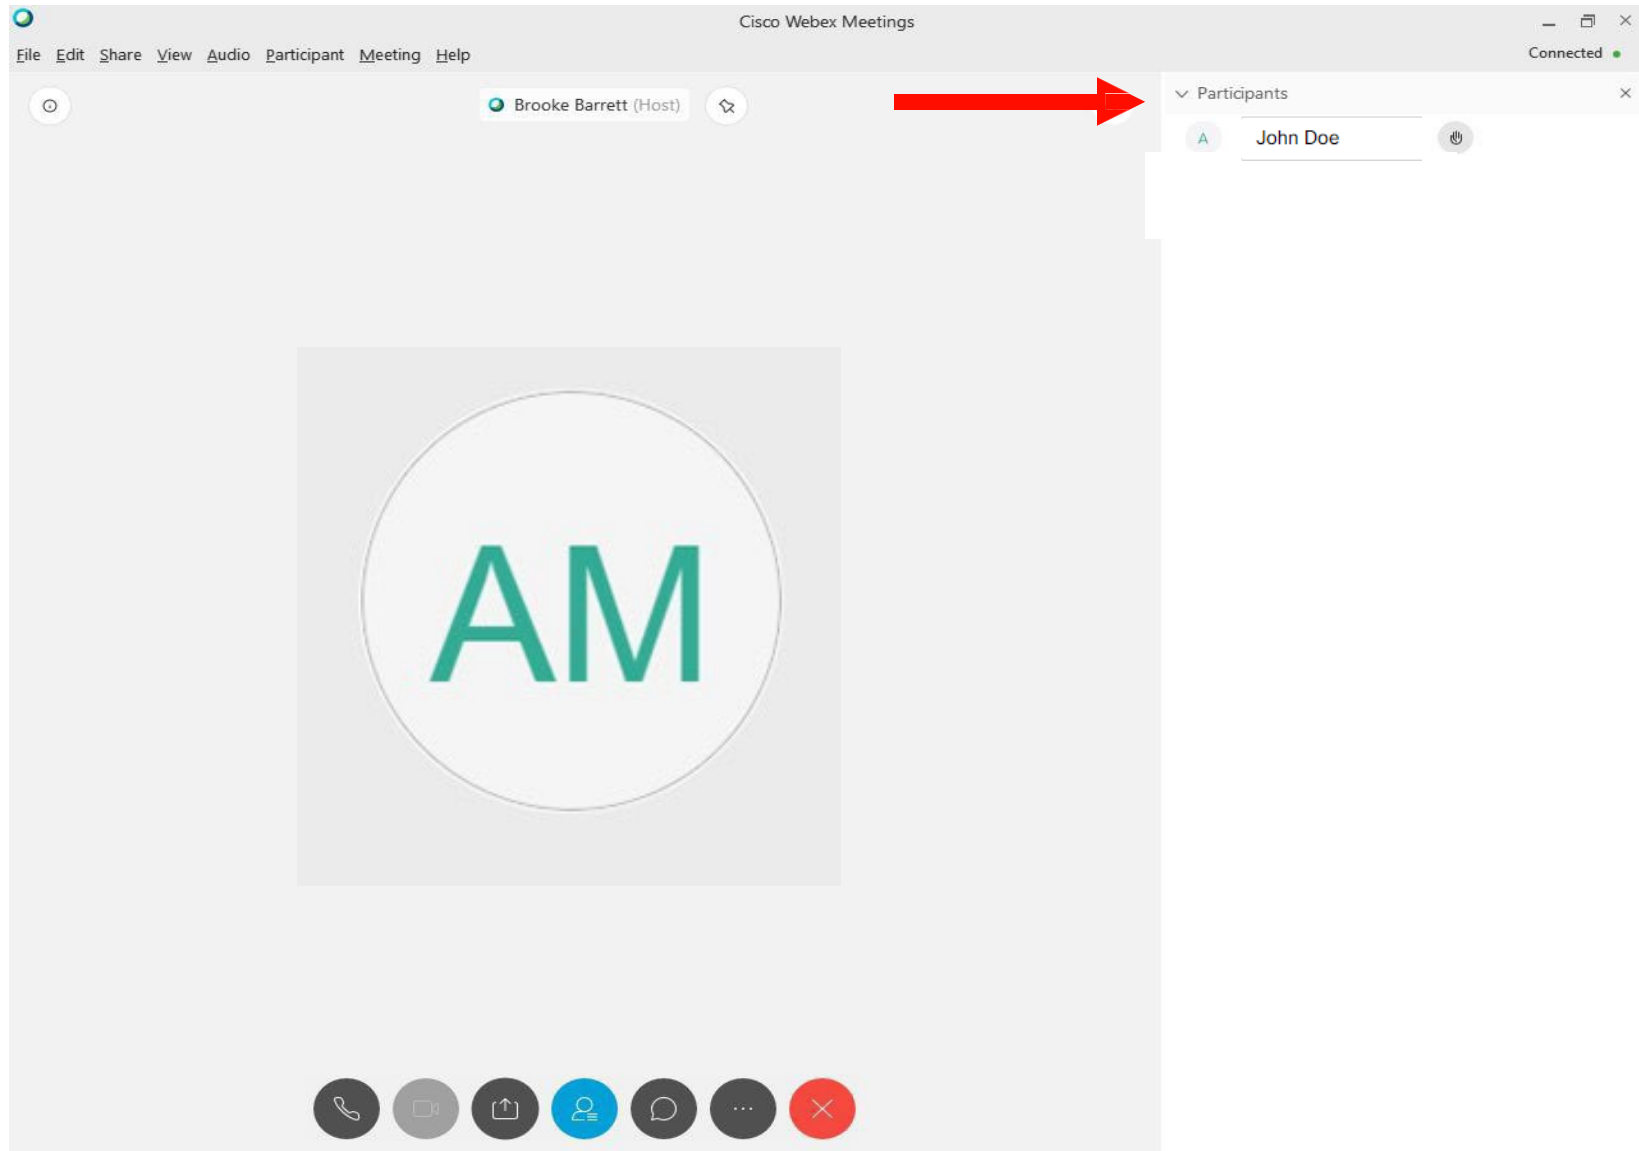 Cisco Webex Meetings
File Edit Share View Audio Participant Meeting Help
Connected
Brooke Barrett (Host)
Participants
A John Doe
AM